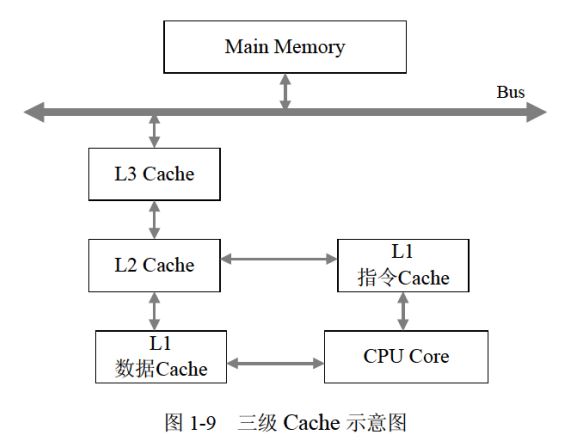 Main Memory
Bus
L3 Cache
L2 Cache
L1
指令Cache
L1
数据Cache
CPU Core
图 1-9 三级 Cache 示意图